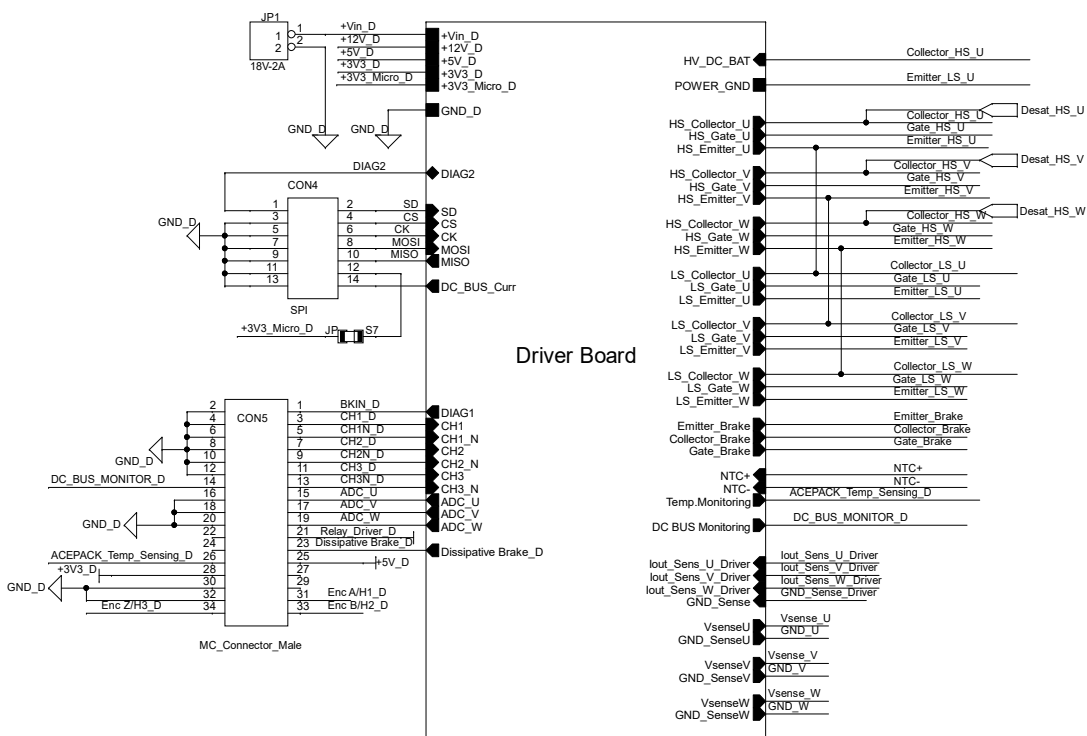 JP1
1
2
1
2
18V-2A
+Vin_D
+12V_D
+5V_D
+3V3_D
+3V3_Micro_D
+Vin_D
+12V_D
+5V_D
+3V3_D
+3V3_Micro_D
GND_D
GND_D
GND_D
DIAG2
DIAG2
CON4
GND_D
1
3
5
7
9
11
13
2
4
6
8
10
12
14
SD
CS
CK
MOSI
MISO
SD
CS
CK
MOSI
MISO
DC_BUS_Curr
SPI
+3V3_Micro_D
JP
S7
Driver Board
CON5
2
4
6
8
10
12
14
16
18
20
22
24
26
28
30
32
34
1
3
5
7
9
11
13
15
17
19
21
23
25
27
29
31
33
GND_D
DC_BUS_MONITOR_D
GND_D
ACEPACK_Temp_Sensing_D
+3V3_D
GND_D
Enc Z/H3_D
BKIN_D
CH1_D
CH1N_D
CH2_D
CH2N_D
CH3_D
CH3N_D
ADC_U
ADC_V
ADC_W
Relay_Driver_D
Dissipative Brake_D
+5V_D
Enc A/H1_D
Enc B/H2_D
DIAG1
CH1
CH1_N
CH2
CH2_N
CH3
CH3_N
ADC_U
ADC_V
ADC_W
Dissipative Brake_D
MC_Connector_Male
HV_DC_BAT
Collector_HS_U
POWER_GND
Emitter_LS_U
HS_Collector_U
Collector_HS_U
Desat_HS_U
HS_Gate_U
Gate_HS_U
HS_Emitter_U
Emitter_HS_U
HS_Collector_V
Collector_HS_V
Desat_HS_V
HS_Gate_V
Gate_HS_V
HS_Emitter_V
Emitter_HS_V
HS_Collector_W
Collector_HS_W
Desat_HS_W
HS_Gate_W
Gate_HS_W
HS_Emitter_W
Emitter_HS_W
LS_Collector_U
Collector_LS_U
LS_Gate_U
Gate_LS_U
LS_Emitter_U
Emitter_LS_U
LS_Collector_V
Collector_LS_V
LS_Gate_V
Gate_LS_V
LS_Emitter_V
Emitter_LS_V
LS_Collector_W
Collector_LS_W
LS_Gate_W
Gate_LS_W
LS_Emitter_W
Emitter_LS_W
Emitter_Brake
Emitter_Brake
Collector_Brake
Collector_Brake
Gate_Brake
Gate_Brake
NTC+
NTC+
NTC-
NTC-
Temp.Monitoring
ACEPACK_Temp_Sensing_D
DC BUS Monitoring
DC_BUS_MONITOR_D
Iout_Sens_U_Driver
Iout_Sens_U_Driver
Iout_Sens_V_Driver
Iout_Sens_V_Driver
Iout_Sens_W_Driver
Iout_Sens_W_Driver
GND_Sense
GND_Sense_Driver
VsenseU
Vsense_U
GND_SenseU
GND_U
VsenseV
Vsense_V
GND_SenseV
GND_V
VsenseW
Vsense_W
GND_SenseW
GND_W